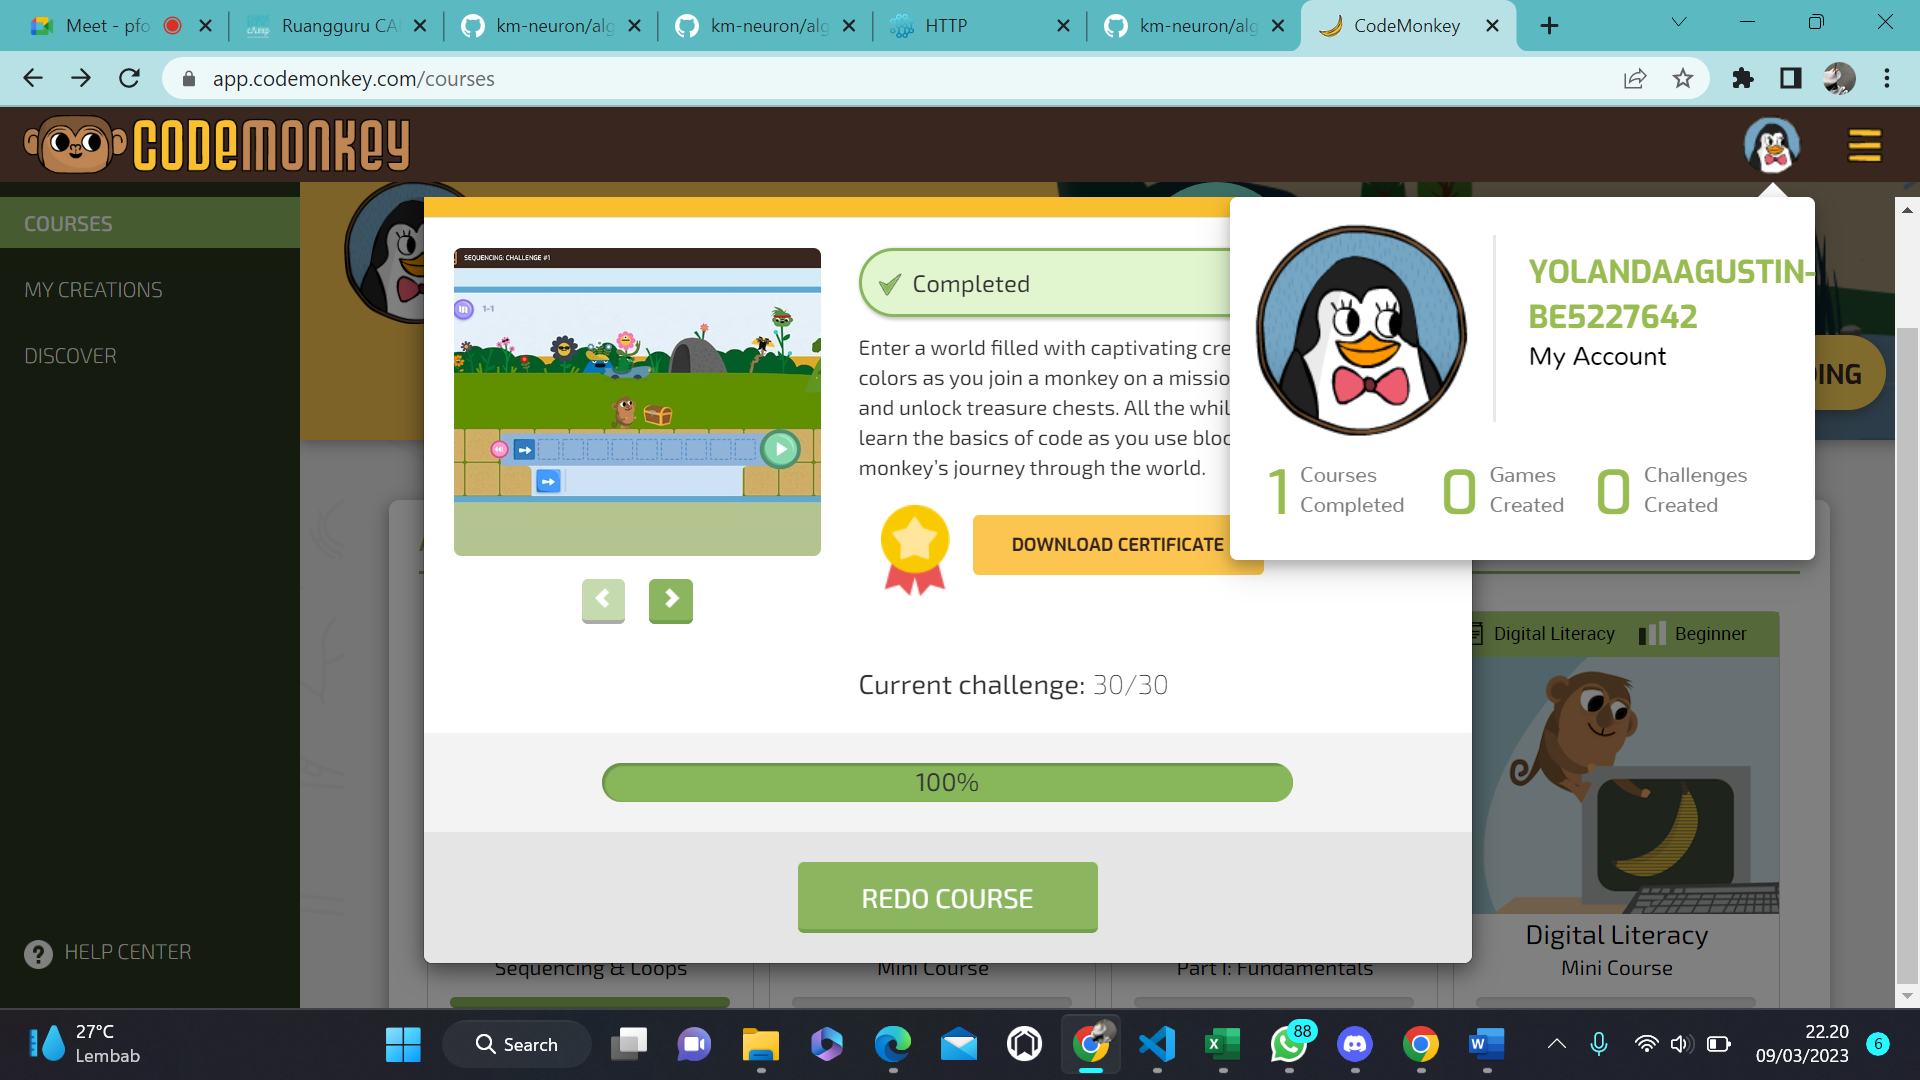 Meet - pfo
Ruangguru CA
km-neuron/alg
km-neuron/alg
HTTP
km-neuron/alg
CodeMonkey
app.codemonkey.com/courses
CODEMONKEY
COURSES
MY CREATIONS
DISCOVER
HELP CENTER
SEQUENCING: CHALLENGE #1
1-1
Completed
Enter a world filled with captivating cre
colors as you join a monkey on a missio
and unlock treasure chests. All the whil
learn the basics of code as you use bloc
monkey's journey through the world.
DOWNLOAD CERTIFICATE
Current challenge: 30/30
100%
REDO COURSE
YOLANDAAGUSTIN-
BE5227642
My Account
1 Courses Completed
0 Games Created
0 Challenges Created
DING
Digital Literacy
Beginner
Digital Literacy
Mini Course
Sequencing & Loops
Mini Course
Part 1: Fundamentals
27°C
Lembab
Search
88
22.20
09/03/2023
6